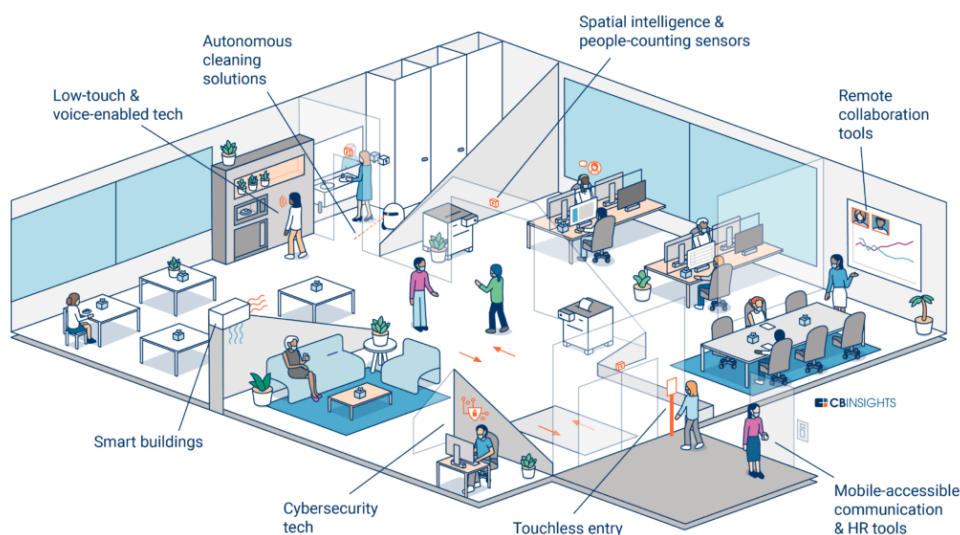 Spatial intelligence &
people-counting sensors
Autonomous
cleaning
solutions
Low-touch &
voice-enabled tech
Remote
collaboration
tools
CBINSIGHTS
Smart buildings
Cybersecurity
tech
Touchless entry
Mobile-accessible
communication
& HR tools